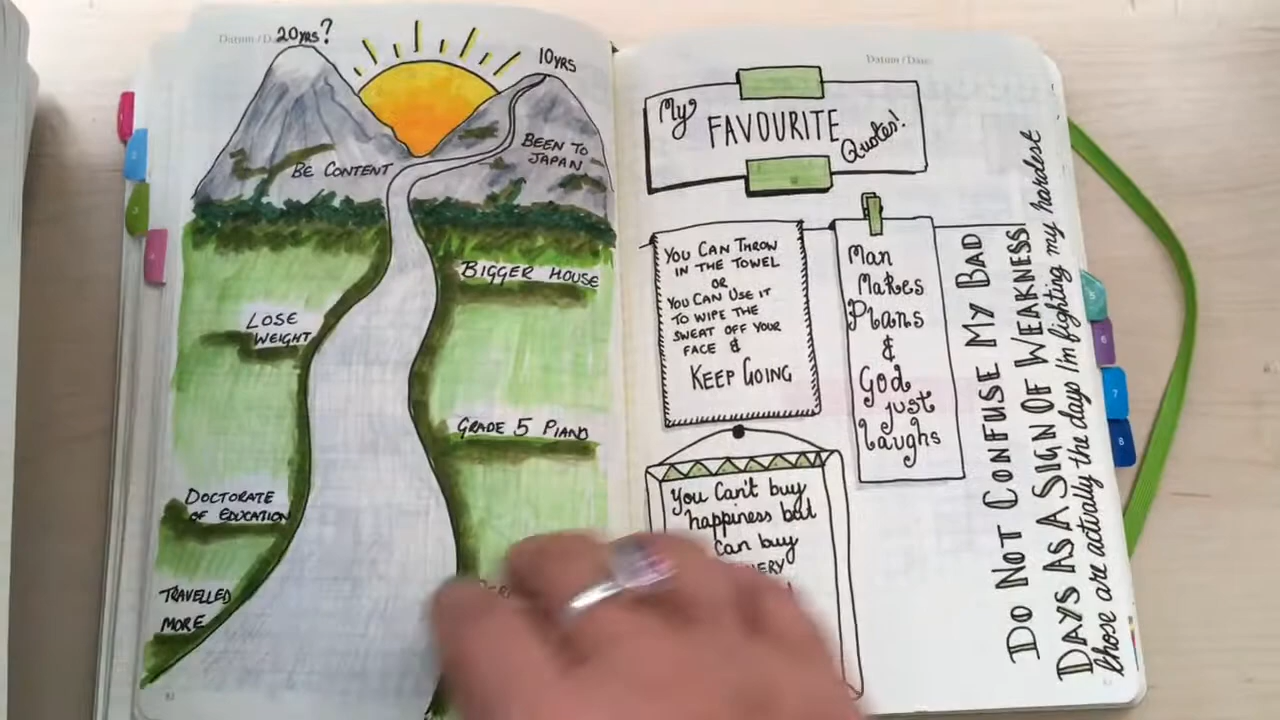 Datum / Da
20yrs?
10yrs
Been to
Japan
Be Content
Bigger House
Lose
Weight
Grade 5 Piano
Doctorate
of Education
Travelled
More
Datum / Date:
My
Favourite
Quotes!
You Can Throw
in the Towel
or
You Can Use it
to wipe the
sweat off your
face &
Keep Going
Man
Makes
Plans
&
God
just
laughs
You Can't buy
happiness but
can buy
Do Not Confuse My Bad
Days As A Sign Of Weakness
those are actually the days I'm fighting my hardest
5
6
7
8